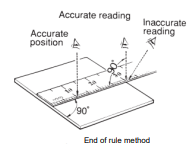 Accurate reading
Accurate
position
Inaccurate
reading
90°
End of rule method